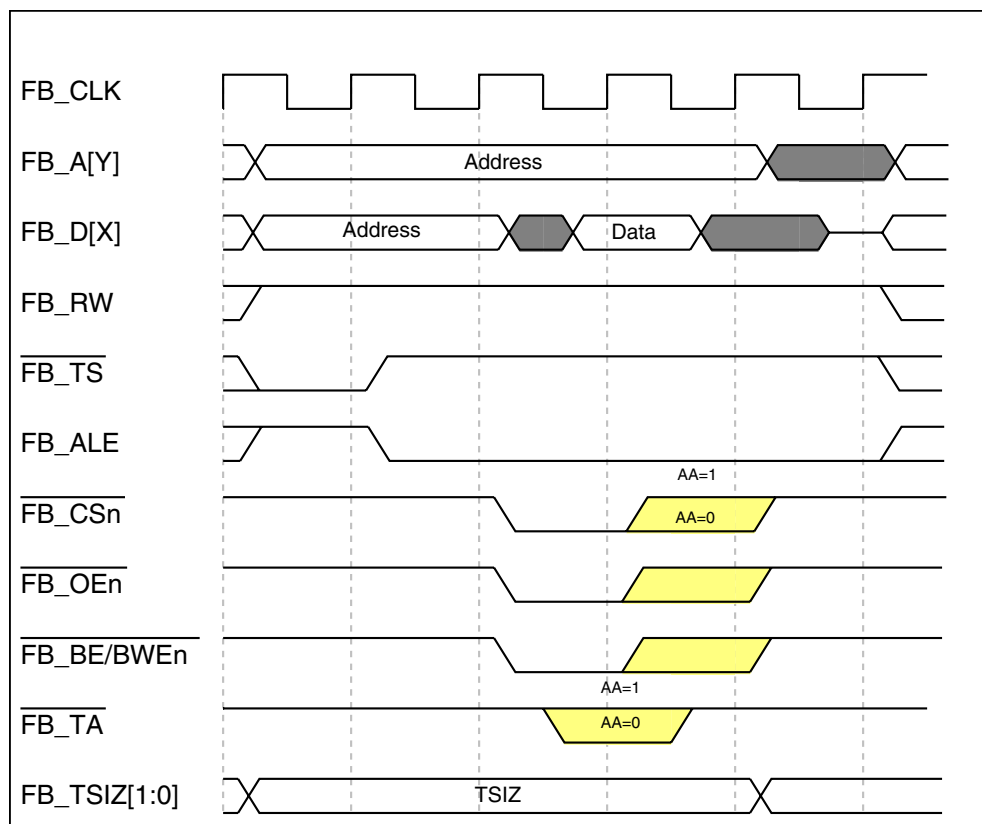 FB_CLK
FB_A[Y] Address
FB_D[X] Address Data
FB_RW
FB_TS
FB_ALE
AA=1
FB_CSn AA=0
FB_OEn
FB_BE/BWEn
AA=1
FB_TA AA=0
FB_TSIZ[1:0] TSIZ